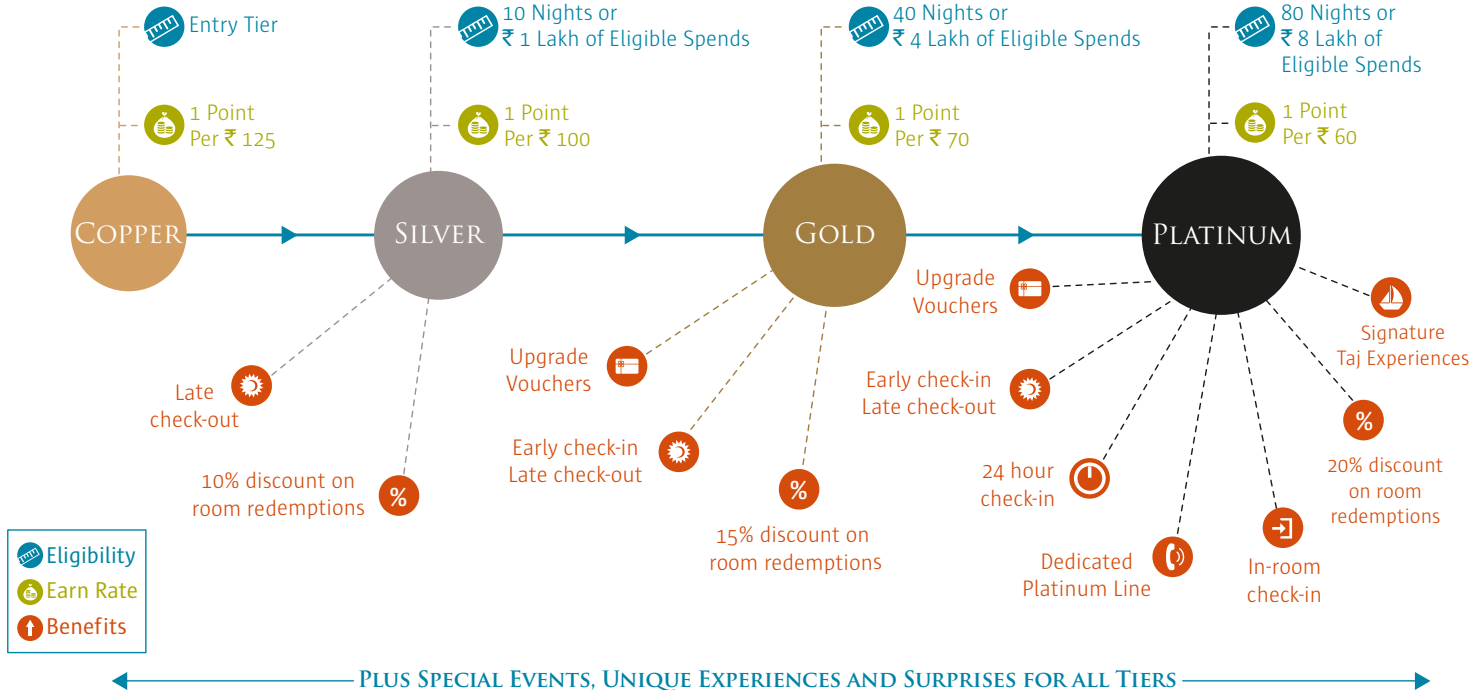 Entry Tier
10 Nights or
₹ 1 Lakh of Eligible Spends
40 Nights or
₹ 4 Lakh of Eligible Spends
80 Nights or
₹ 8 Lakh of
Eligible Spends
1 Point
Per ₹ 125
1 Point
Per ₹ 100
1 Point
Per ₹ 70
1 Point
Per ₹ 60
COPPER
SILVER
GOLD
PLATINUM
Late
check-out
%
10% discount on
room redemptions
Upgrade
Vouchers
Early check-in
Late check-out
%
15% discount on
room redemptions
Upgrade
Vouchers
Early check-in
Late check-out
24 hour
check-in
Dedicated
Platinum Line
In-room
check-in
%
20% discount
on room
redemptions
Signature
Taj Experiences
Eligibility
Earn Rate
Benefits
PLUS SPECIAL EVENTS, UNIQUE EXPERIENCES AND SURPRISES FOR ALL TIERS